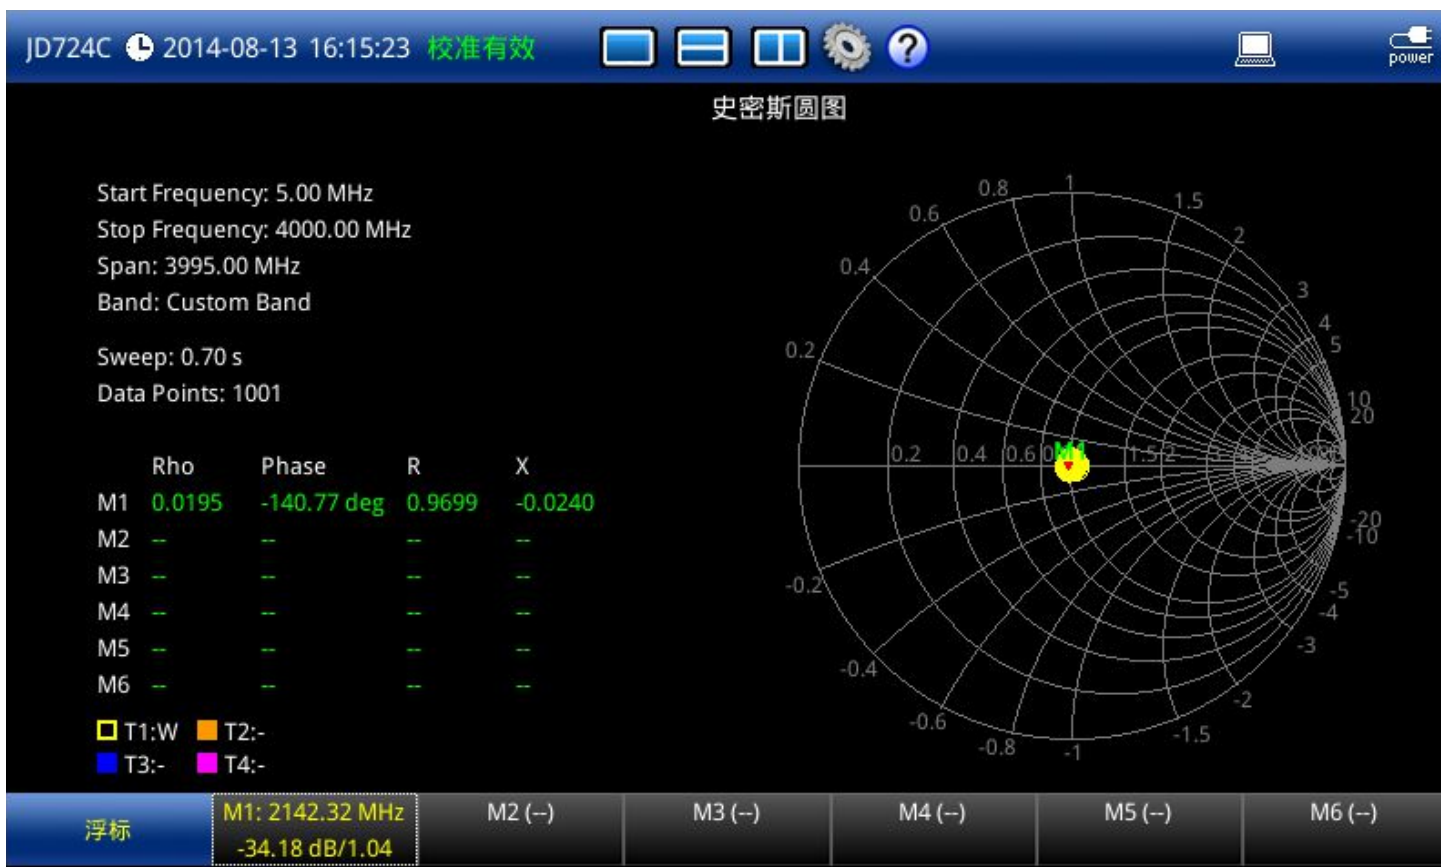 JD724C 2014-08-13 16:15:23 校准有效 ? power
史密斯圆图
Start Frequency: 5.00 MHz
Stop Frequency: 4000.00 MHz
Span: 3995.00 MHz
Band: Custom Band
Sweep: 0.70 s
Data Points: 1001
Rho Phase R X
M1 0.0195 -140.77 deg 0.9699 -0.0240
M2 -- -- -- --
M3 -- -- -- --
M4 -- -- -- --
M5 -- -- -- --
M6 -- -- -- --
T1:W T2:-
T3:- T4:-
0.8 1 1.5
0.6 2
0.4 3
4
0.2 5
10
20
0.2 0.4 0.6 M1 1.5 2
-20
-10
-0.2 -5
-4
-0.4 -3
-0.6 -2
-0.8 -1 -1.5
浮标 M1: 2142.32 MHz M2 (--) M3 (--) M4 (--) M5 (--) M6 (--)
-34.18 dB/1.04